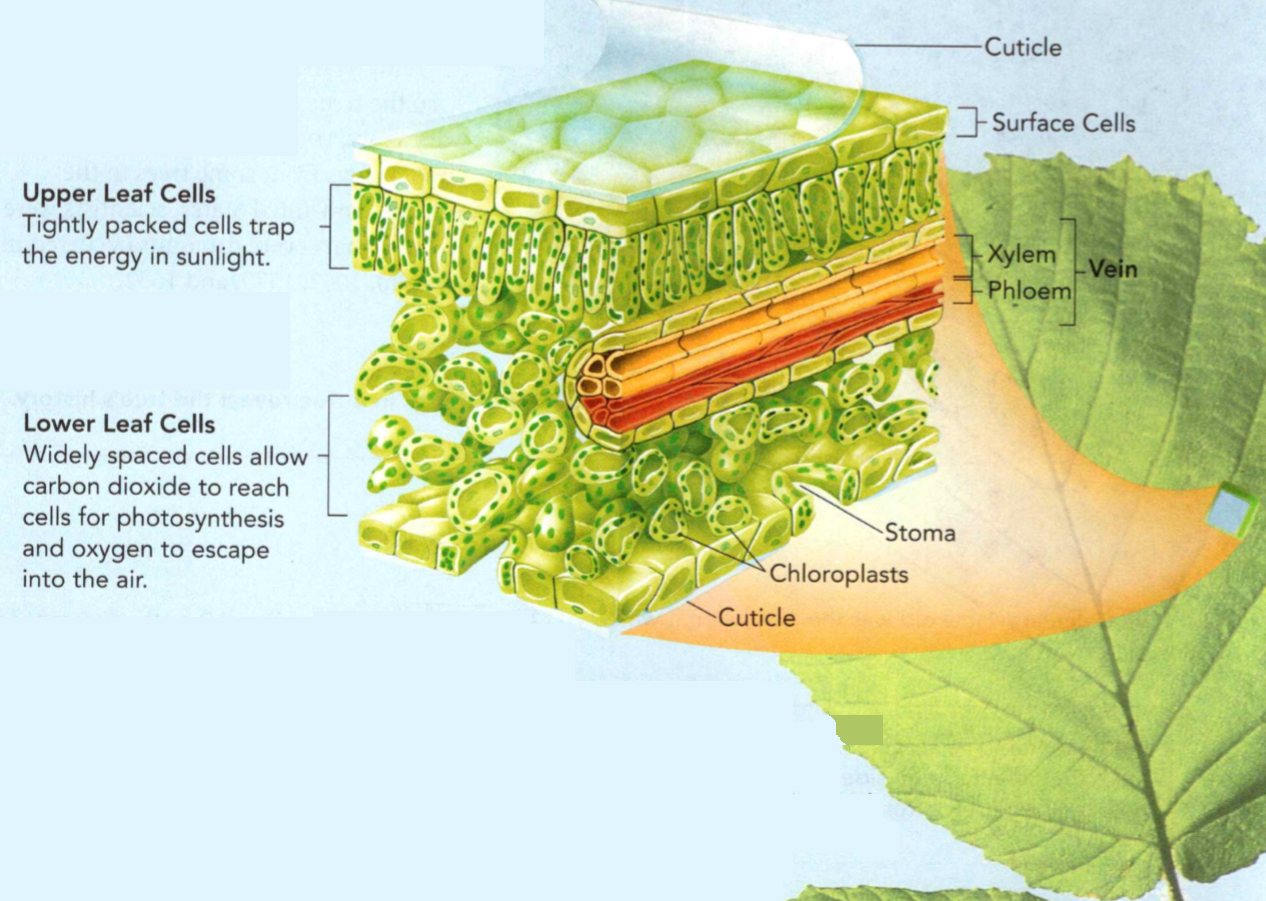 Cuticle
Surface Cells
Upper Leaf Cells
Tightly packed cells trap
the energy in sunlight.
Xylem
Phloem
Vein
Lower Leaf Cells
Widely spaced cells allow
carbon dioxide to reach
cells for photosynthesis
and oxygen to escape
into the air.
Stoma
Chloroplasts
Cuticle